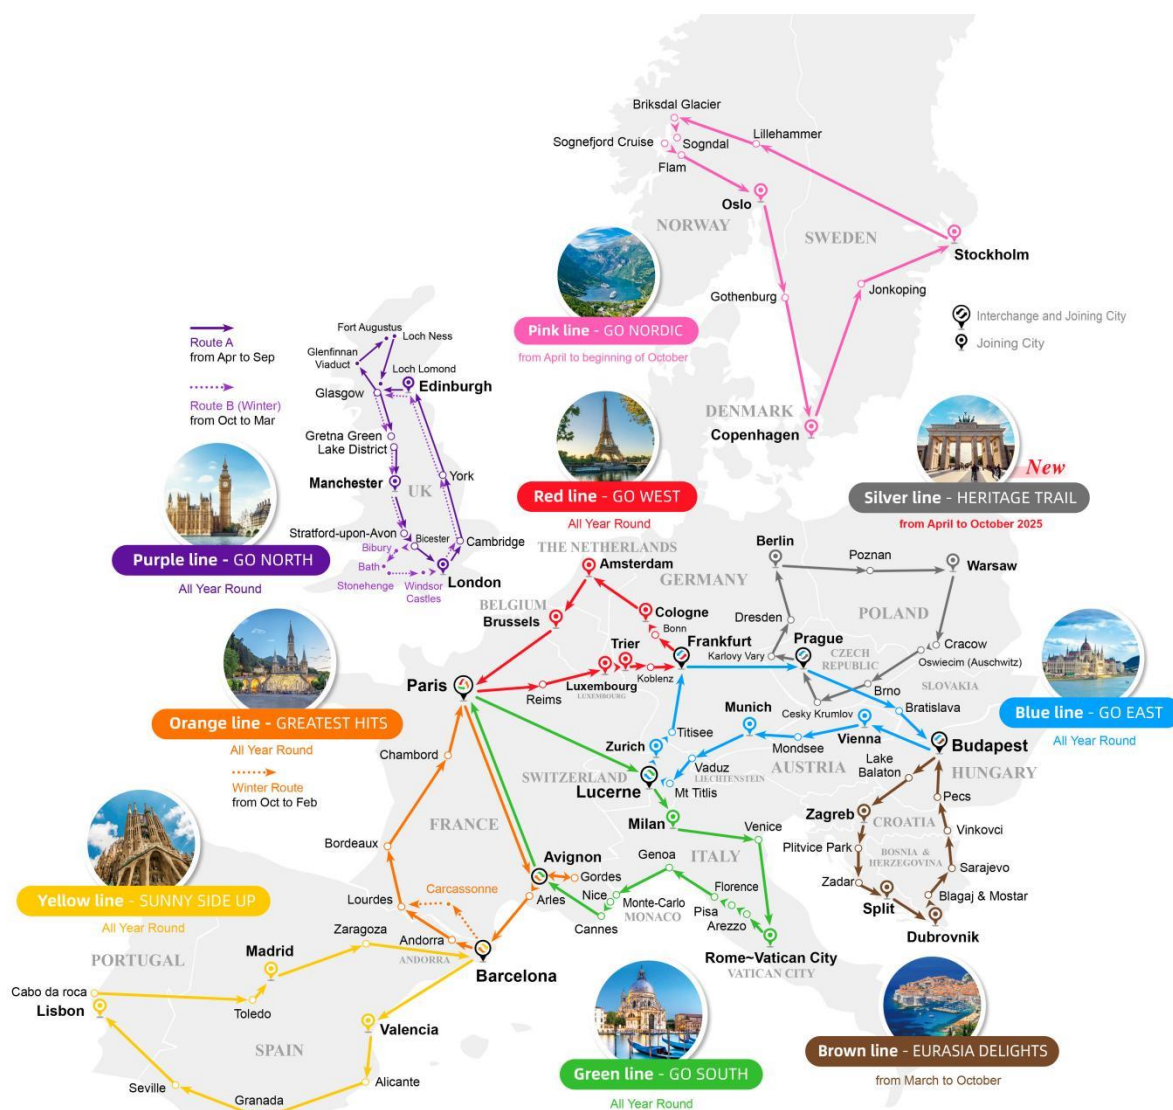 Briksdal Glacier
Lillehammer
Sognefjord Cruise
Sogndal
Flam
Oslo
NORWAY
SWEDEN
Stockholm
Gothenburg
Jonkoping
Interchange and Joining City
Joining City
Pink line - GO NORDIC
from April to beginning of October
DENMARK
Copenhagen
Route A
from Apr to Sep
Route B (Winter)
from Oct to Mar
Fort Augustus
Loch Ness
Glenfinnan
Viaduct
Loch Lomond
Edinburgh
Glasgow
Gretna Green
Lake District
Manchester
UK
York
Stratford-upon-Avon
Bicester
Cambridge
Bibury
Bath
Stonehenge
Windsor
Castles
London
Purple line - GO NORTH
All Year Round
Red line - GO WEST
All Year Round
New
Silver line - HERITAGE TRAIL
from April to October 2025
THE NETHERLANDS
Amsterdam
GERMANY
Berlin
Poznan
Warsaw
BELGIUM
Brussels
Cologne
Bonn
Dresden
POLAND
Trier
Frankfurt
Karlovy Vary
Prague
CZECH
REPUBLIC
Cracow
Oswiecim (Auschwitz)
SLOVAKIA
Paris
Reims
Luxembourg
LUXEMBOURG
Koblenz
Brno
Cesky Krumlov
Bratislava
Blue line - GO EAST
All Year Round
Orange line - GREATEST HITS
All Year Round
Winter Route
from Oct to Feb
Chambord
Munich
Titisee
Zurich
Vienna
Mondsee
Budapest
SWITZERLAND
Lucerne
Vaduz
LIECHTENSTEIN
Mt Titlis
AUSTRIA
Lake
Balaton
HUNGARY
Pecs
Milan
Venice
Zagreb
CROATIA
Vinkovci
FRANCE
Bordeaux
ITALY
Plitvice Park
BOSNIA &
HERZEGOVINA
Sarajevo
Avignon
Gordes
Genoa
Zadar
Blagaj & Mostar
Yellow line - SUNNY SIDE UP
All Year Round
Carcassonne
Lourdes
Arles
Nice
Monte-Carlo
MONACO
Cannes
Florence
Pisa
Arezzo
Split
Dubrovnik
Zaragoza
Andorra
ANDORRA
Barcelona
Rome~Vatican City
VATICAN CITY
PORTUGAL
Madrid
Cabo da roca
Lisbon
Toledo
Valencia
SPAIN
Seville
Granada
Alicante
Green line - GO SOUTH
All Year Round
Brown line - EURASIA DELIGHTS
from March to October